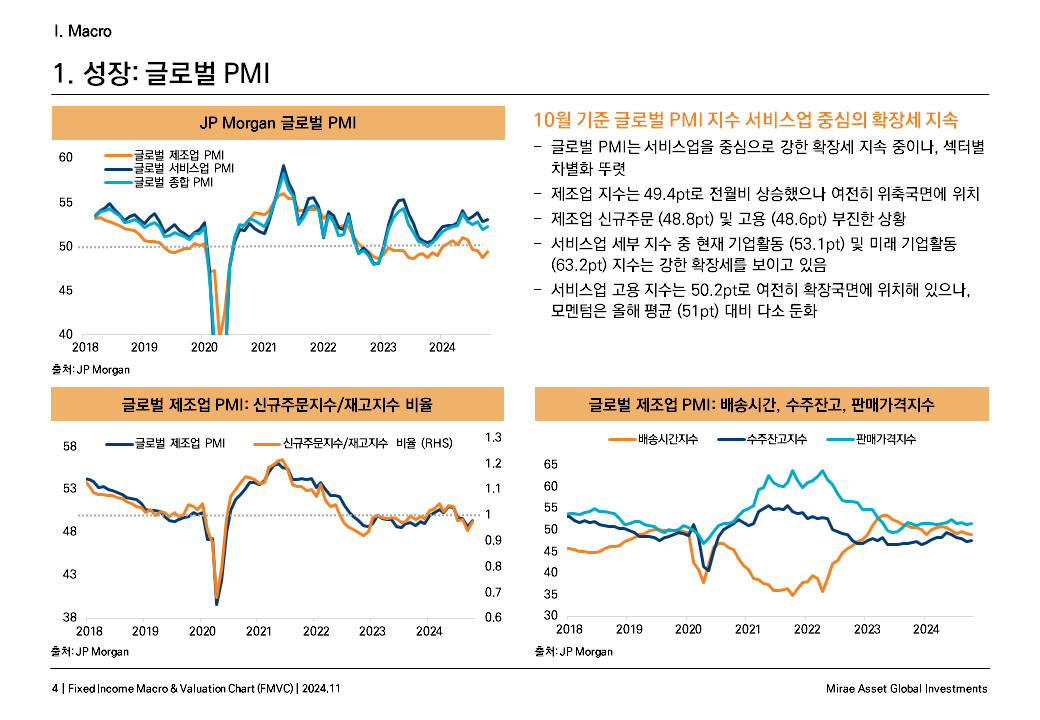 I. Macro
1. 성장: 글로벌 PMI
JP Morgan 글로벌 PMI
글로벌 제조업 PMI
글로벌 서비스업 PMI
글로벌 종합 PMI
60
55
50
45
40
2018 2019 2020 2021 2022 2023 2024
출처: JP Morgan
10월 기준 글로벌 PMI 지수 서비스업 중심의 확장세 지속
– 글로벌 PMI는 서비스업을 중심으로 강한 확장세 지속 중이나, 섹터별
차별화 뚜렷
– 제조업 지수는 49.4pt로 전월비 상승했으나 여전히 위축국면에 위치
– 제조업 신규주문 (48.8pt) 및 고용 (48.6pt) 부진한 상황
– 서비스업 세부 지수 중 현재 기업활동 (53.1pt) 및 미래 기업활동
(63.2pt) 지수는 강한 확장세를 보이고 있음
– 서비스업 고용 지수는 50.2pt로 여전히 확장국면에 위치해 있으나,
모멘텀은 올해 평균 (51pt) 대비 다소 둔화
글로벌 제조업 PMI: 신규주문지수/재고지수 비율
글로벌 제조업 PMI 신규주문지수/재고지수 비율 (RHS)
58
53
48
43
38
1.3
1.2
1.1
1
0.9
0.8
0.7
0.6
2018 2019 2020 2021 2022 2023 2024
출처: JP Morgan
글로벌 제조업 PMI: 배송시간, 수주잔고, 판매가격지수
배송시간지수 수주잔고지수 판매가격지수
65
60
55
50
45
40
35
30
2018 2019 2020 2021 2022 2023 2024
출처: JP Morgan
4 | Fixed Income Macro & Valuation Chart (FMVC) | 2024.11
Mirae Asset Global Investments